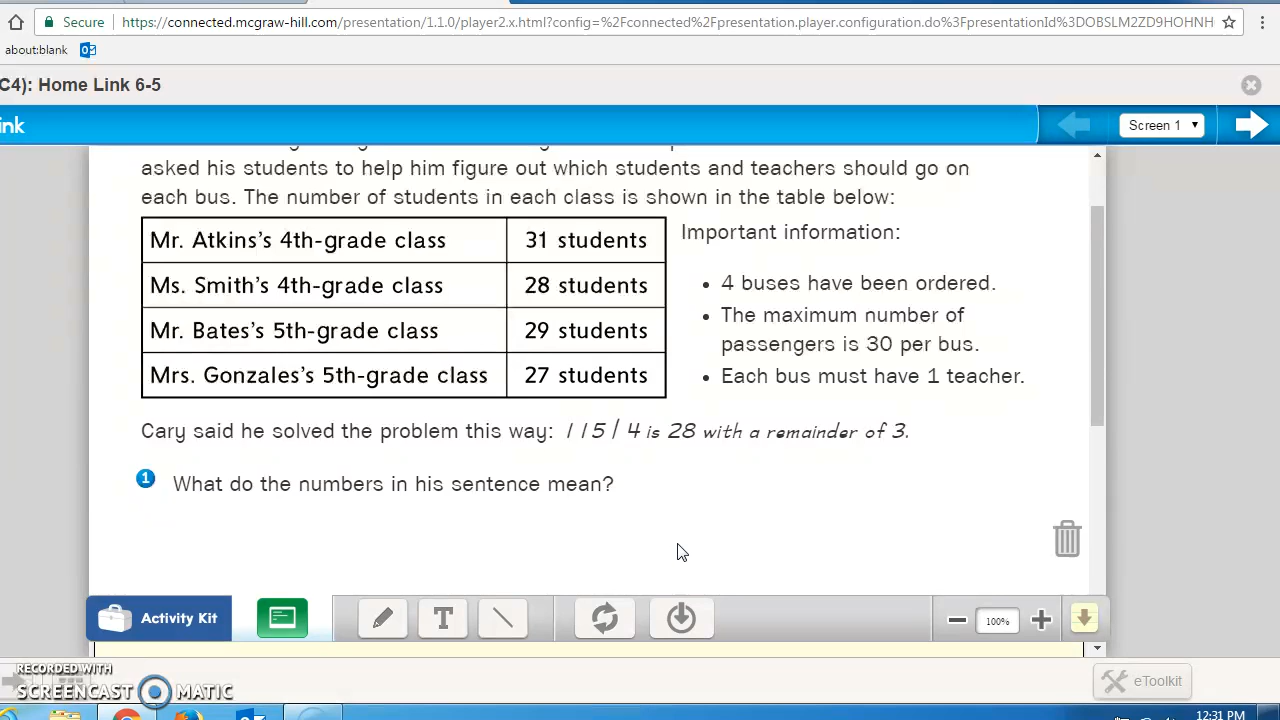 Secure
https://connected.mcgraw-hill.com/presentation/1.1.0/player2.x.html?config=%2Fconnected%2Fpresentation.player.configuration.do%3FpresentationId%3DOBSLM2ZD9HOHNH
about:blank
C4): Home Link 6-5
ink
Screen 1
asked his students to help him figure out which students and teachers should go on
each bus. The number of students in each class is shown in the table below:
Mr. Atkins's 4th-grade class 31 students
Ms. Smith's 4th-grade class 28 students
Mr. Bates's 5th-grade class 29 students
Mrs. Gonzales's 5th-grade class 27 students
Important information:
• 4 buses have been ordered.
• The maximum number of
passengers is 30 per bus.
• Each bus must have 1 teacher.
Cary said he solved the problem this way: 115 / 4 is 28 with a remainder of 3.
1 What do the numbers in his sentence mean?
Activity Kit
T
100%
RECORDED WITH
SCREENCAST MATIC
eToolkit
12:31 PM